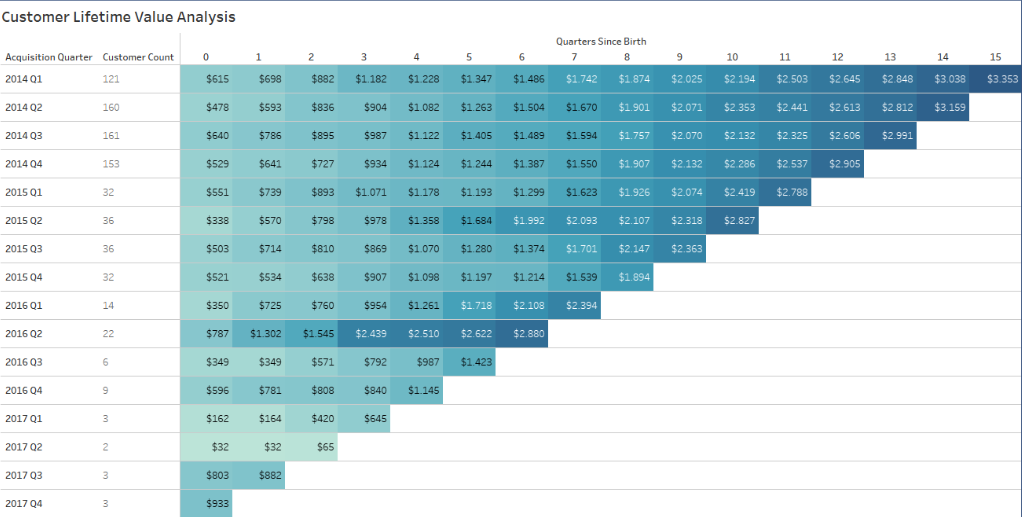 Customer Lifetime Value Analysis
Quarters Since Birth
Acquisition Quarter Customer Count 0 1 2 3 4 5 6 7 8 9 10 11 12 13 14 15
2014 Q1 121 $615 $698 $882 $1.182 $1.228 $1.347 $1.486 $1.742 $1.874 $2.025 $2.194 $2.503 $2.645 $2.848 $3.038 $3.353
2014 Q2 160 $478 $593 $836 $904 $1.082 $1.263 $1.504 $1.670 $1.901 $2.071 $2.353 $2.441 $2.613 $2.812 $3.159
2014 Q3 161 $640 $786 $895 $987 $1.122 $1.405 $1.489 $1.594 $1.757 $2.070 $2.132 $2.325 $2.606 $2.991
2014 Q4 153 $529 $641 $727 $934 $1.124 $1.244 $1.387 $1.550 $1.907 $2.132 $2.286 $2.537 $2.905
2015 Q1 32 $551 $739 $893 $1.071 $1.178 $1.193 $1.299 $1.623 $1.926 $2.074 $2.419 $2.788
2015 Q2 36 $338 $570 $798 $978 $1.358 $1.684 $1.992 $2.093 $2.107 $2.318 $2.827
2015 Q3 36 $503 $714 $810 $869 $1.070 $1.280 $1.374 $1.701 $2.147 $2.363
2015 Q4 32 $521 $534 $638 $907 $1.098 $1.197 $1.214 $1.539 $1.894
2016 Q1 14 $350 $725 $760 $954 $1.261 $1.718 $2.108 $2.394
2016 Q2 22 $787 $1.302 $1.545 $2.439 $2.510 $2.622 $2.880
2016 Q3 6 $349 $349 $571 $792 $987 $1.423
2016 Q4 9 $596 $781 $808 $840 $1.145
2017 Q1 3 $162 $164 $420 $645
2017 Q2 2 $32 $32 $65
2017 Q3 3 $803 $882
2017 Q4 3 $933